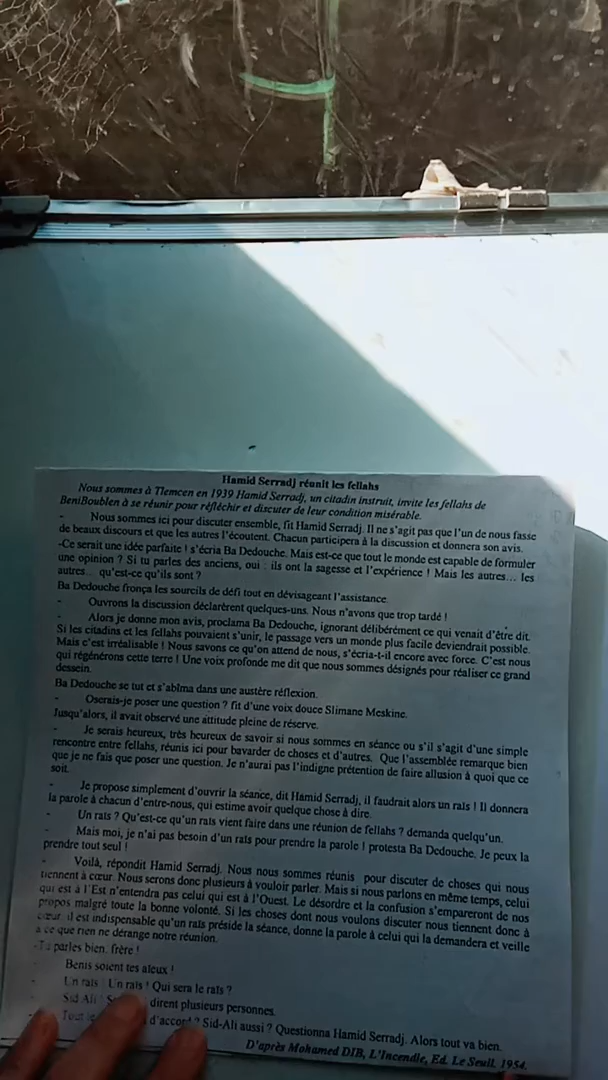 Hamid Serradj réunit les fellahs
Nous sommes à Tlemcen en 1939 Hamid Serradj, un citadin instruit, invite les fellahs de
BeniBoublen à se réunir pour réfléchir et discuter de leur condition misérable.
- Nous sommes ici pour discuter ensemble, fit Hamid Serradj. Il ne s'agit pas que l'un de nous fasse
de beaux discours et que les autres l'écoutent. Chacun participera à la discussion et donnera son avis.
-Ce serait une idée parfaite ! s'écria Ba Dedouche. Mais est-ce que tout le monde est capable de formuler
une opinion ? Si tu parles des anciens, oui : ils ont la sagesse et l'expérience ! Mais les autres... les
autres... qu'est-ce qu'ils sont ?
Ba Dedouche fronça les sourcils de défi tout en dévisageant l'assistance.
- Ouvrons la discussion déclarèrent quelques-uns. Nous n'avons que trop tardé !
- Alors je donne mon avis, proclama Ba Dedouche, ignorant délibérément ce qui venait d'être dit.
Si les citadins et les fellahs pouvaient s'unir, le passage vers un monde plus facile deviendrait possible.
Mais c'est irréalisable ! Nous savons ce qu'on attend de nous, s'écria-t-il encore avec force. C'est nous
qui régénérons cette terre ! Une voix profonde me dit que nous sommes désignés pour réaliser ce grand
dessein.
Ba Dedouche se tut et s'abîma dans une austère réflexion.
- Oserais-je poser une question ? fit d'une voix douce Slimane Meskine.
Jusqu'alors, il avait observé une attitude pleine de réserve.
- Je serais heureux, très heureux de savoir si nous sommes en séance ou s'il s'agit d'une simple
rencontre entre fellahs, réunis ici pour bavarder de choses et d'autres. Que l'assemblée remarque bien
que je ne fais que poser une question. Je n'aurai pas l'indigne prétention de faire allusion à quoi que ce
soit.
- Je propose simplement d'ouvrir la séance, dit Hamid Serradj, il faudrait alors un raïs ! Il donnera
la parole à chacun d'entre-nous, qui estime avoir quelque chose à dire.
- Un raïs ? Qu'est-ce qu'un raïs vient faire dans une réunion de fellahs ? demanda quelqu'un.
- Mais moi, je n'ai pas besoin d'un raïs pour prendre la parole ! protesta Ba Dedouche. Je peux la
prendre tout seul !
- Voilà, répondit Hamid Serradj. Nous nous sommes réunis pour discuter de choses qui nous
tiennent à cœur. Nous serons donc plusieurs à vouloir parler. Mais si nous parlons en même temps, celui
qui est à l'Est n'entendra pas celui qui est à l'Ouest. Le désordre et la confusion s'empareront de nos
propos malgré toute la bonne volonté. Si les choses dont nous voulons discuter nous tiennent donc à
cœur, il est indispensable qu'un raïs préside la séance, donne la parole à celui qui la demandera et veille
à ce que rien ne dérange notre réunion.
-Tu parles bien, frère !
- Benis soient tes aïeux !
- Un raïs ! Un raïs ! Qui sera le raïs ?
- Sid Ali ! dirent plusieurs personnes.
- Tout le d'accord ? Sid-Ali aussi ? Questionna Hamid Serradj. Alors tout va bien.
D'après Mohamed DIB, L'Incendie, Ed. Le Seuil, 1954.